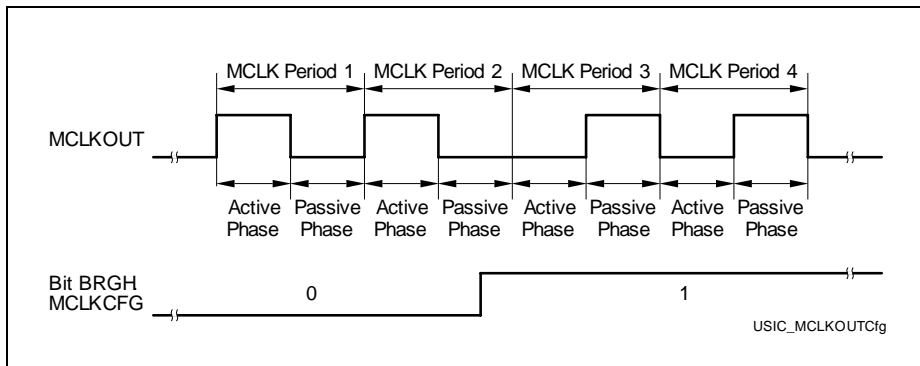 MCLK Period 1 MCLK Period 2 MCLK Period 3 MCLK Period 4
MCLKOUT
Active Passive Active Passive Active Passive Active Passive
Phase Phase Phase Phase Phase Phase Phase Phase
Bit BRGH.
MCLKCFG
0 1
USIC_MCLKOUTCfg